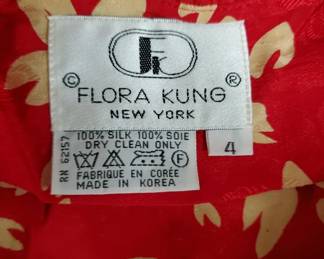 FK
© ®
FLORA KUNG
NEW YORK
4
RN 62157
100% SILK 100% SOIE
DRY CLEAN ONLY
F
FABRIQUE EN CORÉE
MADE IN KOREA